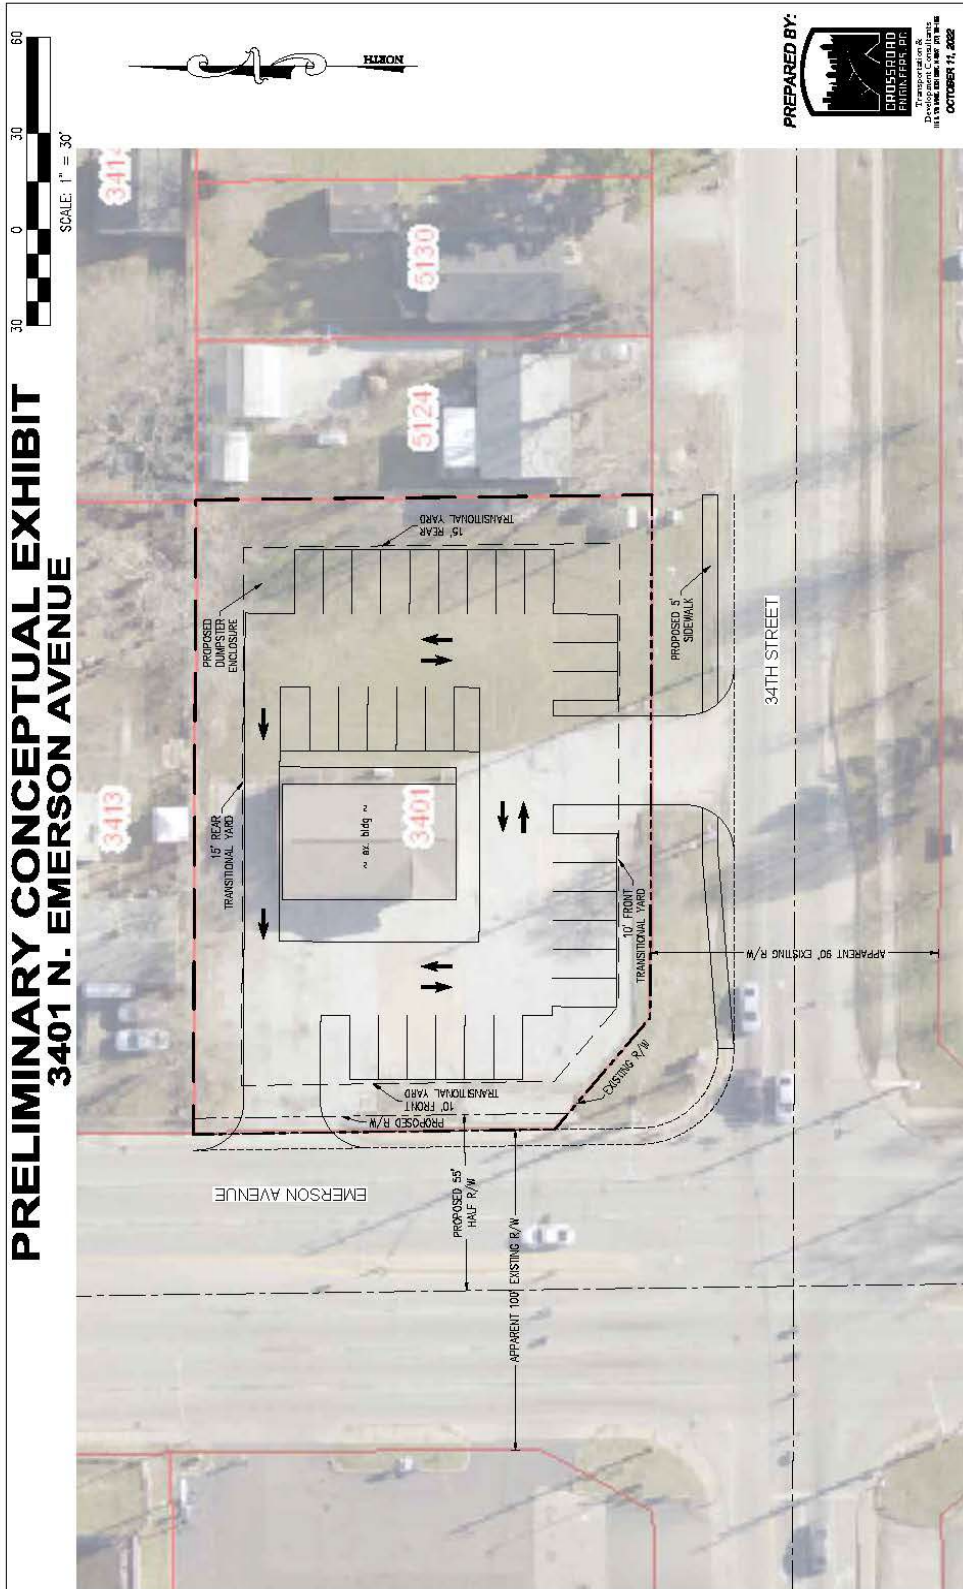 PRELIMINARY CONCEPTUAL EXHIBIT
3401 N. EMERSON AVENUE
30
0
30
60
SCALE: 1" = 30'
NORTH
3413
3414
PROPOSED
DUMPSTER
ENCLOSURE
15' REAR
TRANSITIONAL YARD
15' REAR
TRANSITIONAL YARD
~ ex. bldg ~
3401
5124
5130
10' FRONT
TRANSITIONAL YARD
PROPOSED R/W
EMERSON AVENUE
PROPOSED 55'
HALF R/W
APPARENT 100' EXISTING R/W
EXISTING R/W
10' FRONT
TRANSITIONAL YARD
APPARENT 90' EXISTING R/W
PROPOSED 5'
SIDEWALK
34TH STREET
PREPARED BY:
CROSSROAD
ENGINEERS, PC
Transportation &
Development Consultants
OCTOBER 11, 2022